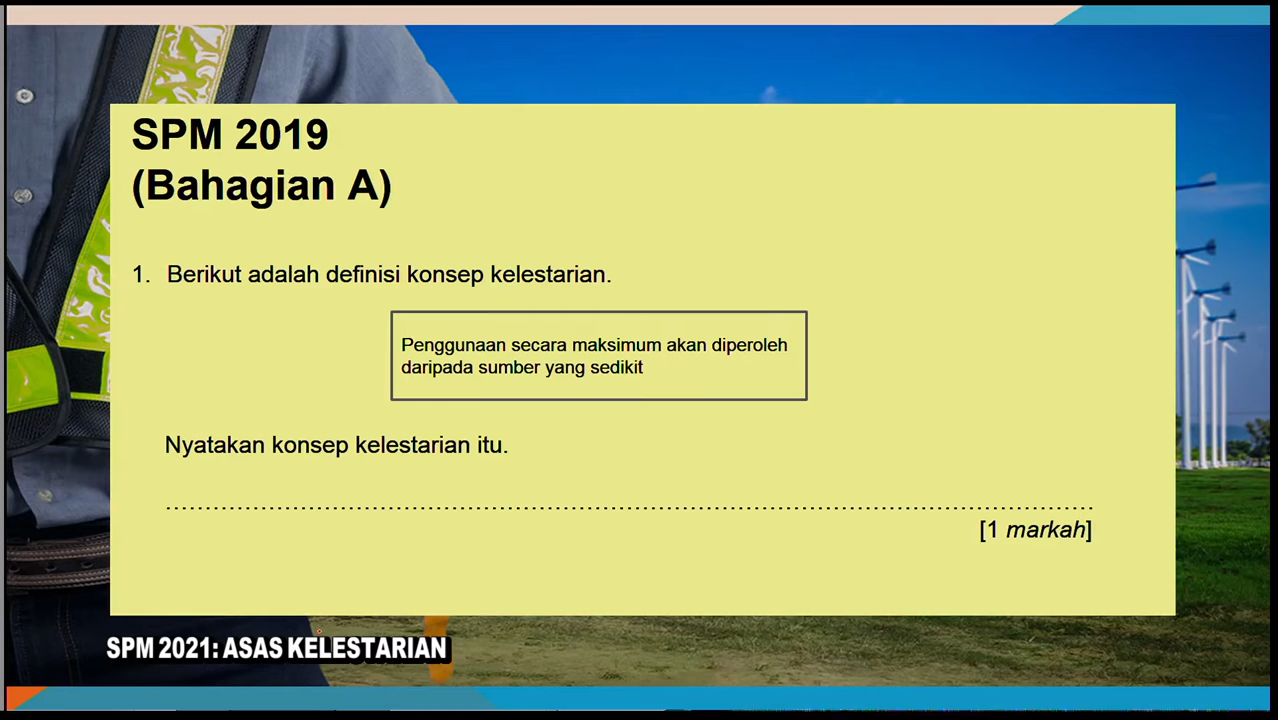 SPM 2019
(Bahagian A)
1. Berikut adalah definisi konsep kelestarian.
Penggunaan secara maksimum akan diperoleh
daripada sumber yang sedikit
Nyatakan konsep kelestarian itu.
....................................................................................................................
[1 markah]
SPM 2021: ASAS KELESTARIAN